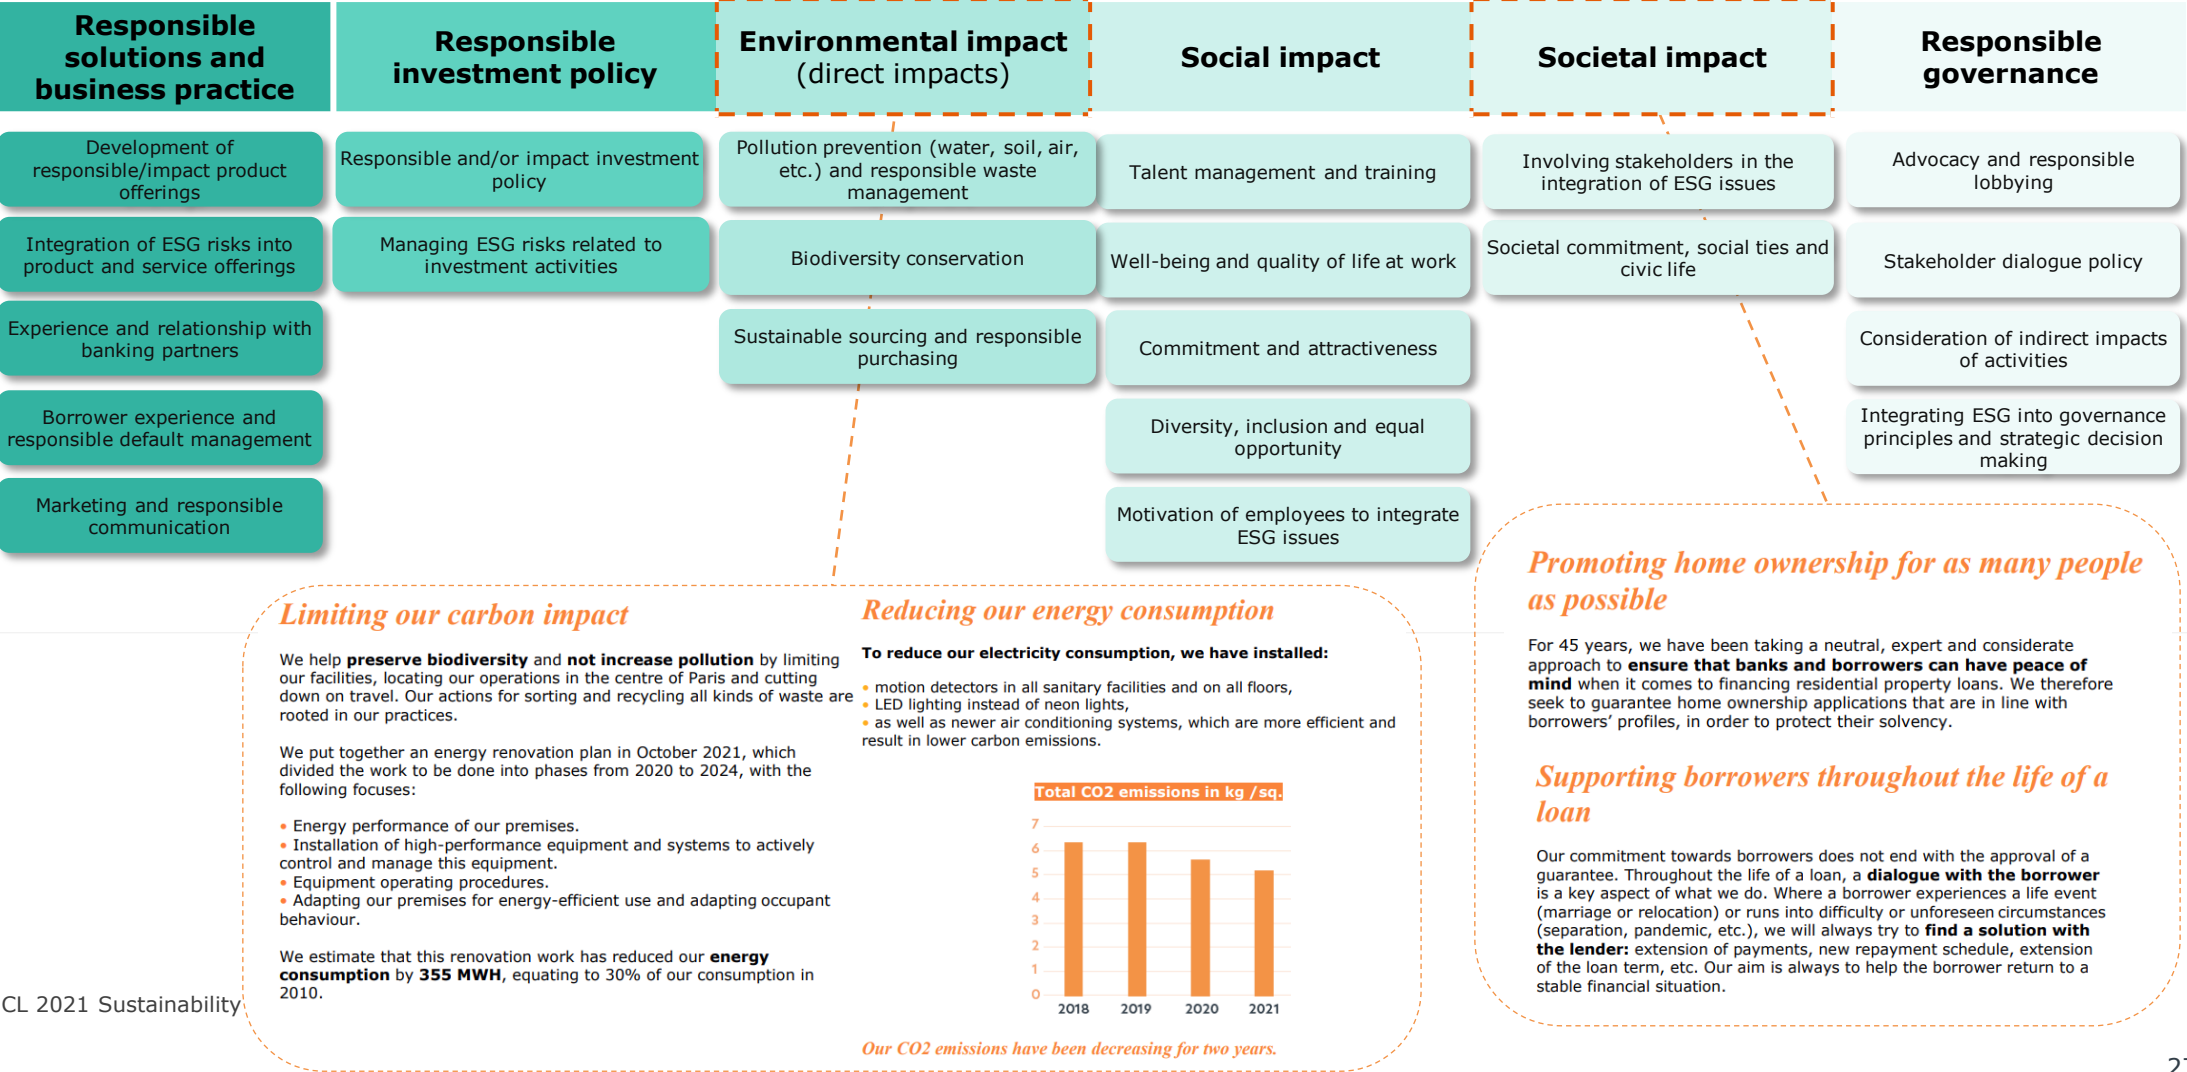 Responsible
solutions and
business practice
Responsible
investment policy
Environmental impact
(direct impacts)
Social impact
Societal impact
Responsible
governance
Development of
responsible/impact product
offerings
Integration of ESG risks into
product and service offerings
Experience and relationship with
banking partners
Borrower experience and
responsible default management
Marketing and responsible
communication
Responsible and/or impact investment
policy
Managing ESG risks related to
investment activities
Pollution prevention (water, soil, air,
etc.) and responsible waste
management
Biodiversity conservation
Sustainable sourcing and responsible
purchasing
Talent management and training
Well-being and quality of life at work
Commitment and attractiveness
Diversity, inclusion and equal
opportunity
Motivation of employees to integrate
ESG issues
Involving stakeholders in the
integration of ESG issues
Societal commitment, social ties and
civic life
Advocacy and responsible
lobbying
Stakeholder dialogue policy
Consideration of indirect impacts
of activities
Integrating ESG into governance
principles and strategic decision
making
Limiting our carbon impact
We help preserve biodiversity and not increase pollution by limiting
our facilities, locating our operations in the centre of Paris and cutting
down on travel. Our actions for sorting and recycling all kinds of waste are
rooted in our practices.
We put together an energy renovation plan in October 2021, which
divided the work to be done into phases from 2020 to 2024, with the
following focuses:
• Energy performance of our premises.
• Installation of high-performance equipment and systems to actively
control and manage this equipment.
• Equipment operating procedures.
• Adapting our premises for energy-efficient use and adapting occupant
behaviour.
We estimate that this renovation work has reduced our energy
consumption by 355 MWH, equating to 30% of our consumption in
2010.
Reducing our energy consumption
To reduce our electricity consumption, we have installed:
• motion detectors in all sanitary facilities and on all floors,
• LED lighting instead of neon lights,
• as well as newer air conditioning systems, which are more efficient and
result in lower carbon emissions.
Total CO2 emissions in kg /sq.
7
6
5
4
3
2
1
0
2018 2019 2020 2021
Our CO2 emissions have been decreasing for two years.
Promoting home ownership for as many people
as possible
For 45 years, we have been taking a neutral, expert and considerate
approach to ensure that banks and borrowers can have peace of
mind when it comes to financing residential property loans. We therefore
seek to guarantee home ownership applications that are in line with
borrowers' profiles, in order to protect their solvency.
Supporting borrowers throughout the life of a
loan
Our commitment towards borrowers does not end with the approval of a
guarantee. Throughout the life of a loan, a dialogue with the borrower
is a key aspect of what we do. Where a borrower experiences a life event
(marriage or relocation) or runs into difficulty or unforeseen circumstances
(separation, pandemic, etc.), we will always try to find a solution with
the lender: extension of payments, new repayment schedule, extension
of the loan term, etc. Our aim is always to help the borrower return to a
stable financial situation.
CL 2021 Sustainability